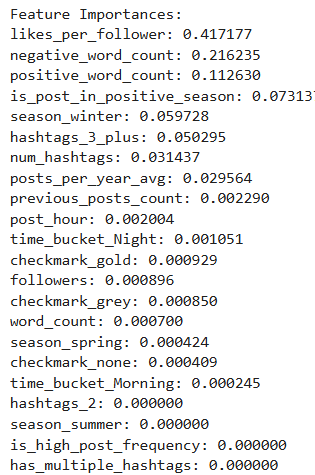 Feature Importances:
likes_per_follower: 0.417177
negative_word_count: 0.216235
positive_word_count: 0.112630
is_post_in_positive_season: 0.07313
season_winter: 0.059728
hashtags_3_plus: 0.050295
num_hashtags: 0.031437
posts_per_year_avg: 0.029564
previous_posts_count: 0.002290
post_hour: 0.002004
time_bucket_Night: 0.001051
checkmark_gold: 0.000929
followers: 0.000896
checkmark_grey: 0.000850
word_count: 0.000700
season_spring: 0.000424
checkmark_none: 0.000409
time_bucket_Morning: 0.000245
hashtags_2: 0.000000
season_summer: 0.000000
is_high_post_frequency: 0.000000
has_multiple_hashtags: 0.000000